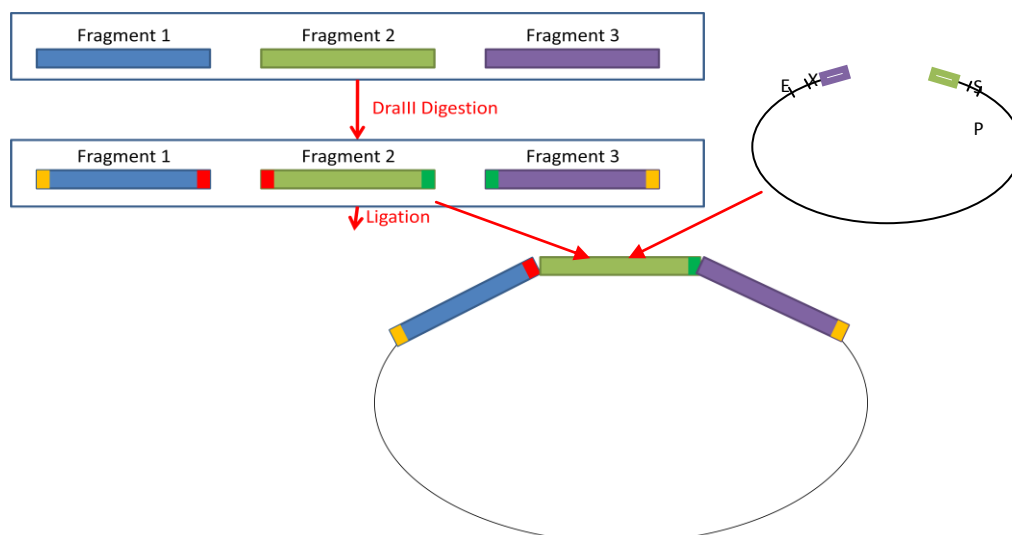 Fragment 1
Fragment 2
Fragment 3
DraIII Digestion
Fragment 1
Fragment 2
Fragment 3
Ligation
E
X
S
P